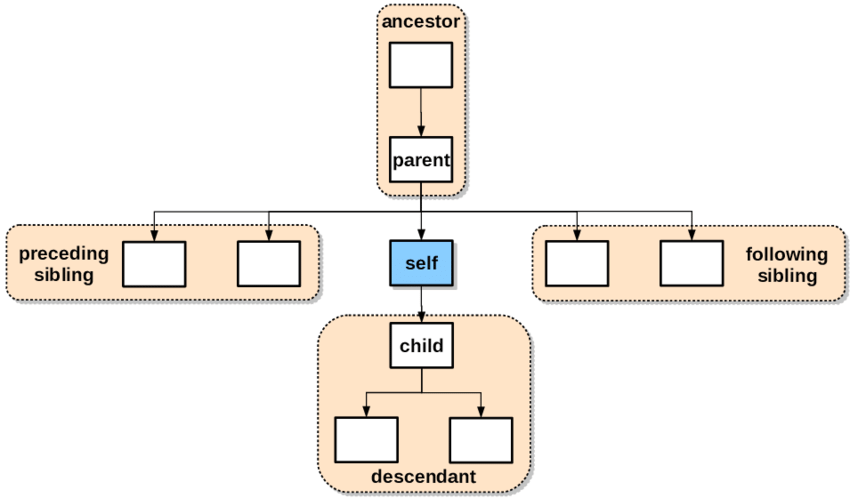 ancestor
parent
preceding
sibling
self
following
sibling
child
descendant